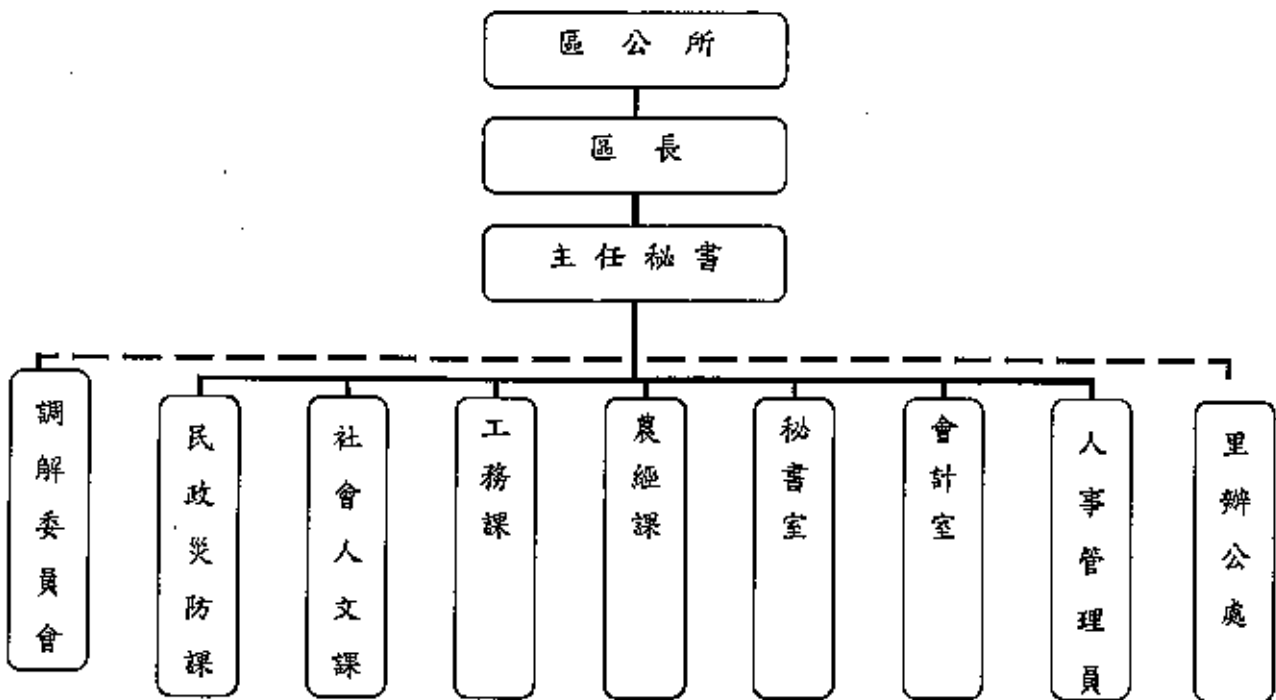 區公所
區長
主任秘書
調解委員會
民政災防課
社會人文課
工務課
農經課
秘書室
會計室
人事管理員
里辦公處